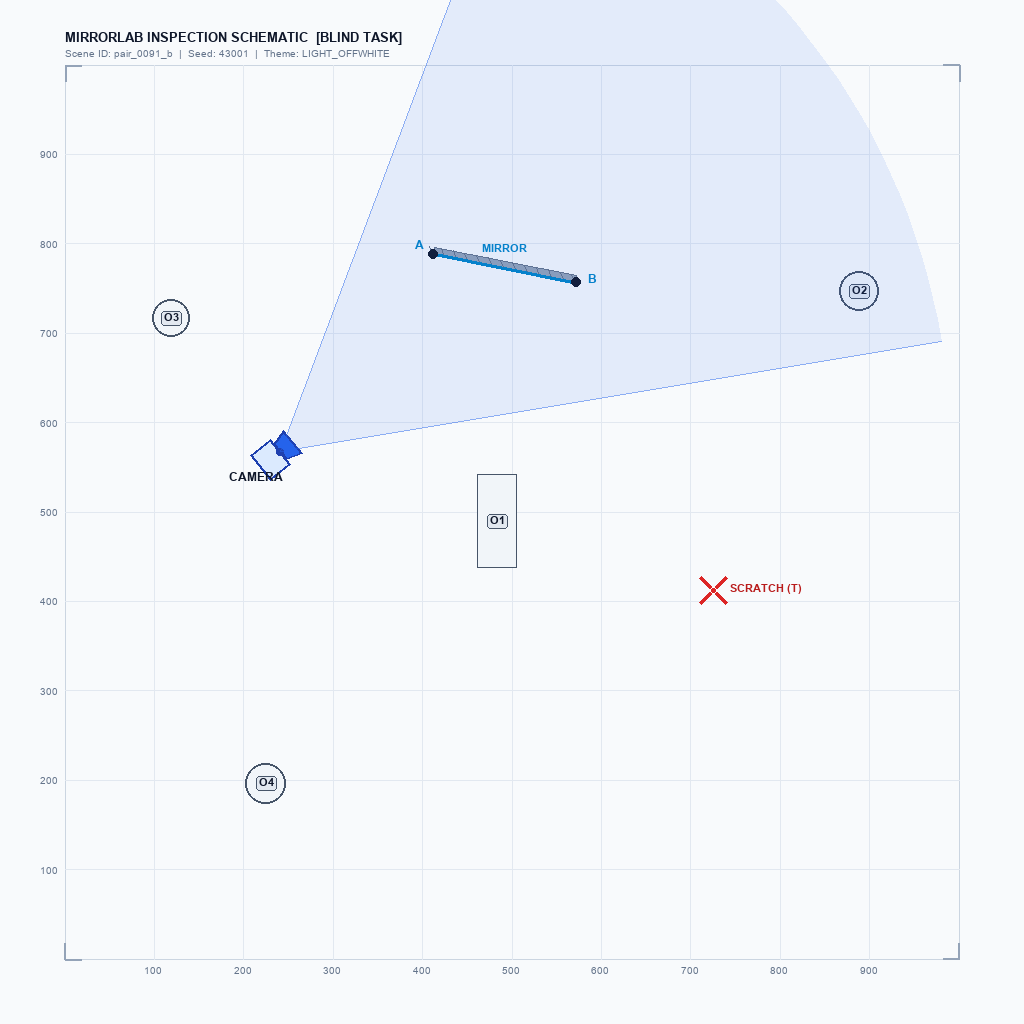 MIRRORLAB INSPECTION SCHEMATIC [BLIND TASK]
Scene ID: pair_0091_b | Seed: 43001 | Theme: LIGHT_OFFWHITE
900
A
MIRROR
800
B
O2
O3
700
600
CAMERA
O1
500
SCRATCH (T)
400
300
O4
200
100
100 200 300 400 500 600 700 800 900